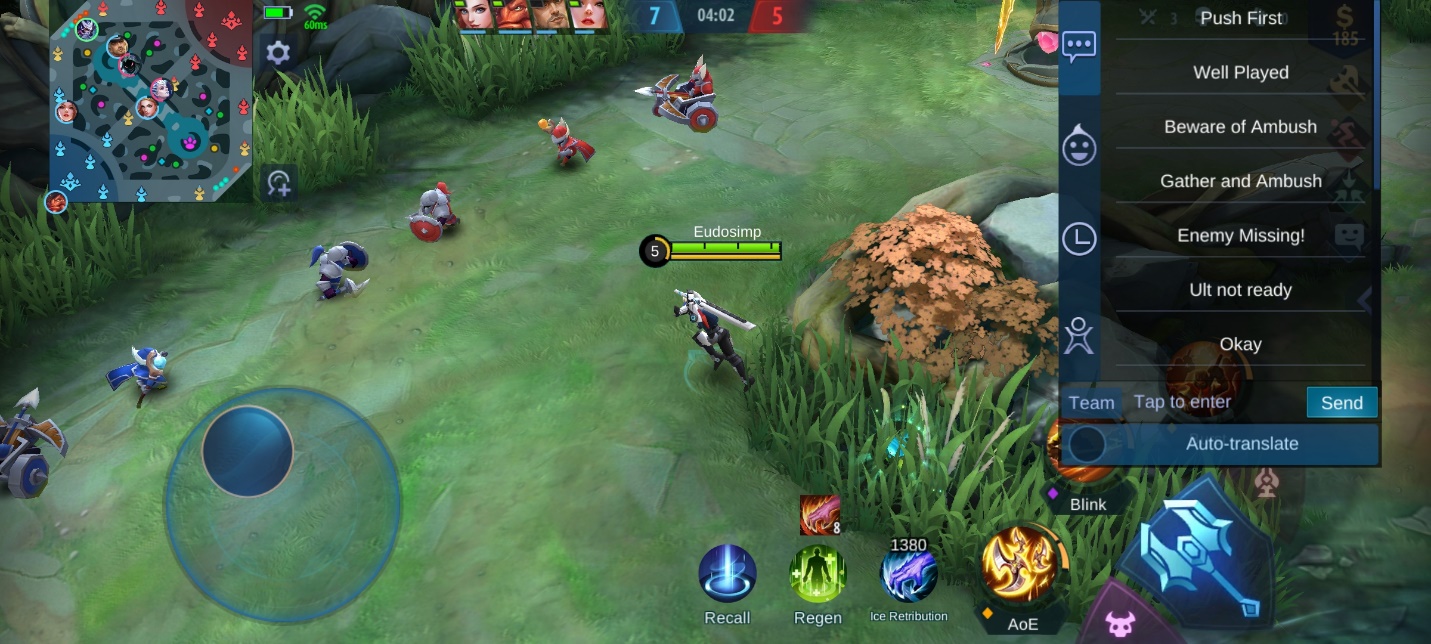 60ms
7
04:02
5
3
185
Push First
Well Played
Beware of Ambush
Gather and Ambush
Enemy Missing!
Ult not ready
Okay
Team
Tap to enter
Send
Auto-translate
Eudosimp
5
Blink
8
1380
Recall
Regen
Ice Retribution
AoE